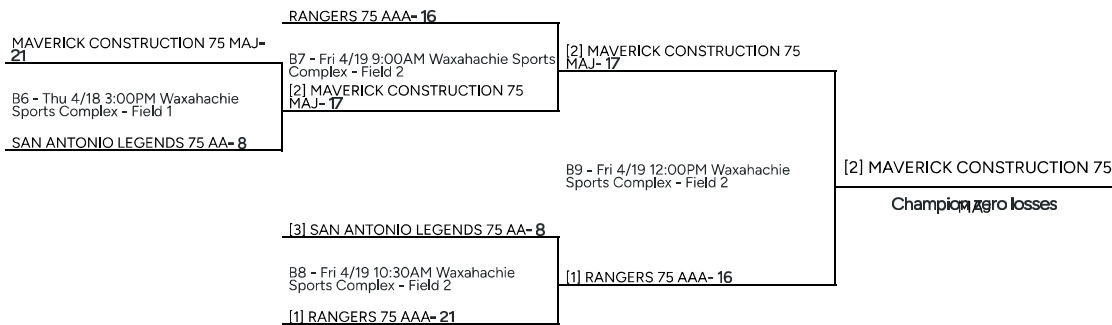 RANGERS 75 AAA- 16
MAVERICK CONSTRUCTION 75 MAJ-
21
B7 - Fri 4/19 9:00AM Waxahachie Sports
Complex - Field 2
[2] MAVERICK CONSTRUCTION 75
MAJ- 17
B6 - Thu 4/18 3:00PM Waxahachie
Sports Complex - Field 1
[2] MAVERICK CONSTRUCTION 75
MAJ- 17
SAN ANTONIO LEGENDS 75 AA- 8
B9 - Fri 4/19 12:00PM Waxahachie
Sports Complex - Field 2
[2] MAVERICK CONSTRUCTION 75
MAJ
Champion zero losses
[3] SAN ANTONIO LEGENDS 75 AA- 8
B8 - Fri 4/19 10:30AM Waxahachie
Sports Complex - Field 2
[1] RANGERS 75 AAA- 16
[1] RANGERS 75 AAA- 21